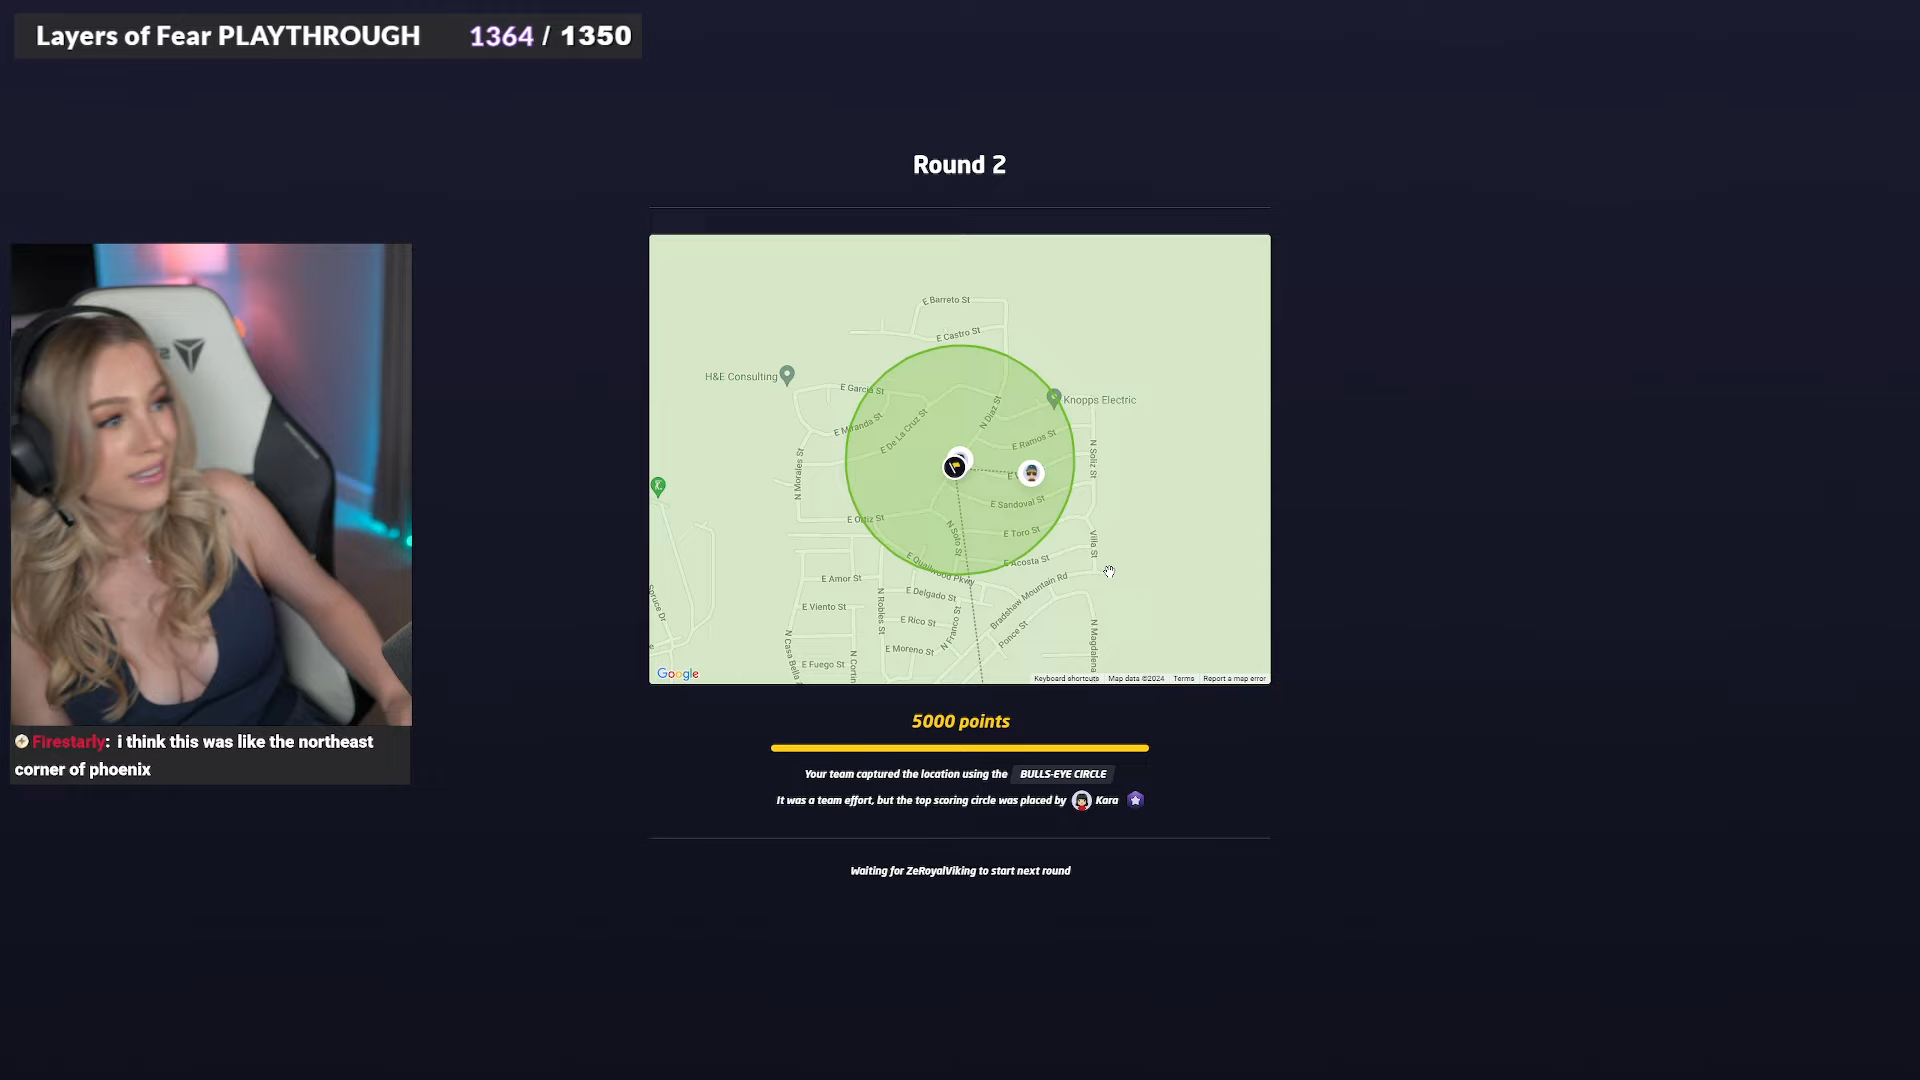 Layers of Fear PLAYTHROUGH 1364 / 1350
Round 2
E Barreto St
E Castro St
H&E Consulting
E Garcia St
Knopps Electric
E Miranda St
E De La Cruz St
N Diaz St
E Ramos St
N Morales St
N Soliz St
E Sandoval St
E Ortiz St
N Soto St
E Toro St
Villa St
E Quailwood Pkwy
E Acosta St
E Amor St
Bradshaw Mountain Rd
Spruce Dr
E Delgado St
E Viento St
N Robles St
E Rico St
N Franco St
Ponce St
E Moreno St
N Magdalena
N Casa Bella
E Fuego St
Google
Keyboard shortcuts Map data ©2024 Terms Report a map error
5000 points
Firestarly: i think this was like the northeast
corner of phoenix
Your team captured the location using the BULLS-EYE CIRCLE
It was a team effort, but the top scoring circle was placed by Kara
Waiting for ZeRoyalViking to start next round